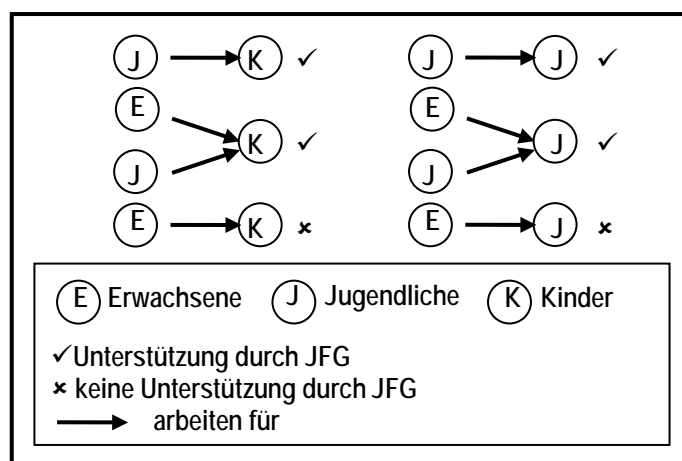 J K ✓ J J ✓
E E
K ✓ J ✓
J J
E K ✗ E J ✗
E Erwachsene J Jugendliche K Kinder
✓ Unterstützung durch JFG
✗ keine Unterstützung durch JFG
arbeiten für